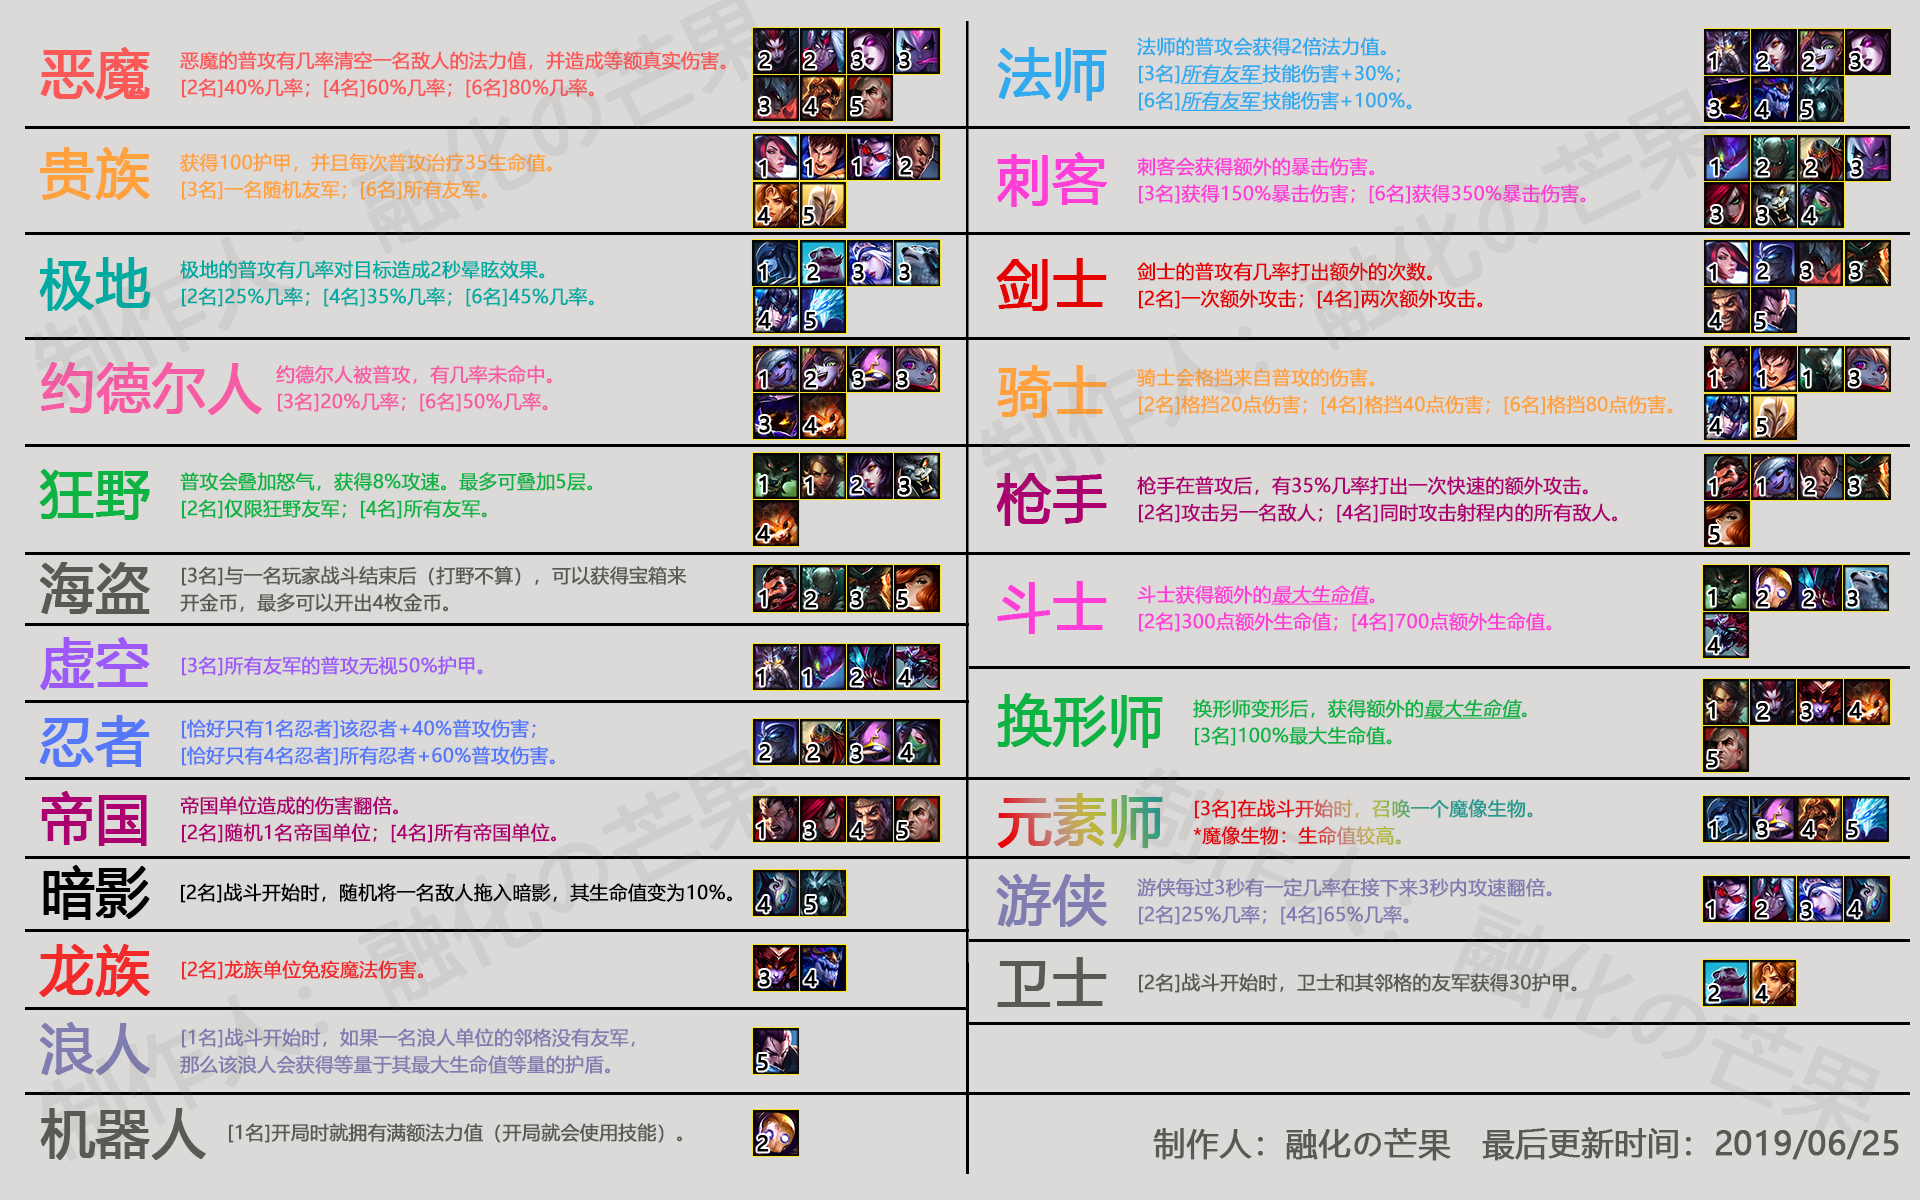 恶魔
恶魔的普攻有几率清空一名敌人的法力值，并造成等额真实伤害。
[2名]40%几率；[4名]60%几率；[6名]80%几率。
2 2 3 3
3 4 5
贵族
获得100护甲，并且每次普攻治疗35生命值。
[3名]一名随机友军；[6名]所有友军。
1 1 1 2
4 5
极地
极地的普攻有几率对目标造成2秒晕眩效果。
[2名]25%几率；[4名]35%几率；[6名]45%几率。
1 2 3 3
4 5
约德尔人
约德尔人被普攻，有几率未命中。
[3名]20%几率；[6名]50%几率。
1 2 3 3
3 4
狂野
普攻会叠加怒气，获得8%攻速。最多可叠加5层。
[2名]仅限狂野友军；[4名]所有友军。
1 1 2 3
4
海盗
[3名]与一名玩家战斗结束后（打野不算），可以获得宝箱来
开金币，最多可以开出4枚金币。
1 2 3 5
虚空
[3名]所有友军的普攻无视50%护甲。
1 1 2 4
忍者
[恰好只有1名忍者]该忍者+40%普攻伤害；
[恰好只有4名忍者]所有忍者+60%普攻伤害。
2 2 3 4
帝国
帝国单位造成的伤害翻倍。
[2名]随机1名帝国单位；[4名]所有帝国单位。
1 3 4 5
暗影
[2名]战斗开始时，随机将一名敌人拖入暗影，其生命值变为10%。
4 5
龙族
[2名]龙族单位免疫魔法伤害。
3 4
浪人
[1名]战斗开始时，如果一名浪人单位的邻格没有友军，
那么该浪人会获得等量于其最大生命值等量的护盾。
5
机器人
[1名]开局时就拥有满额法力值（开局就会使用技能）。
2
法师
法师的普攻会获得2倍法力值。
[3名]所有友军技能伤害+30%；
[6名]所有友军技能伤害+100%。
1 2 2 3
3 4 5
刺客
刺客会获得额外的暴击伤害。
[3名]获得150%暴击伤害；[6名]获得350%暴击伤害。
1 2 2 3
3 3 4
剑士
剑士的普攻有几率打出额外的次数。
[2名]一次额外攻击；[4名]两次额外攻击。
1 2 3 3
4 5
骑士
骑士会格挡来自普攻的伤害。
[2名]格挡20点伤害；[4名]格挡40点伤害；[6名]格挡80点伤害。
1 1 1 3
4 5
枪手
枪手在普攻后，有35%几率打出一次快速的额外攻击。
[2名]攻击另一名敌人；[4名]同时攻击射程内的所有敌人。
1 1 2 3
5
斗士
斗士获得额外的最大生命值。
[2名]300点额外生命值；[4名]700点额外生命值。
1 2 2 3
4
换形师
换形师变形后，获得额外的最大生命值。
[3名]100%最大生命值。
1 2 3 4
5
元素师
[3名]在战斗开始时，召唤一个魔像生物。
*魔像生物：生命值较高。
1 3 4 5
游侠
游侠每过3秒有一定几率在接下来3秒内攻速翻倍。
[2名]25%几率；[4名]65%几率。
1 2 3 4
卫士
[2名]战斗开始时，卫士和其邻格的友军获得30护甲。
2 4
制作人：融化の芒果 最后更新时间：2019/06/25
制作人：融化の芒果
制作人：融化の芒果
制作人：融化の芒果
制作人：融化の芒果